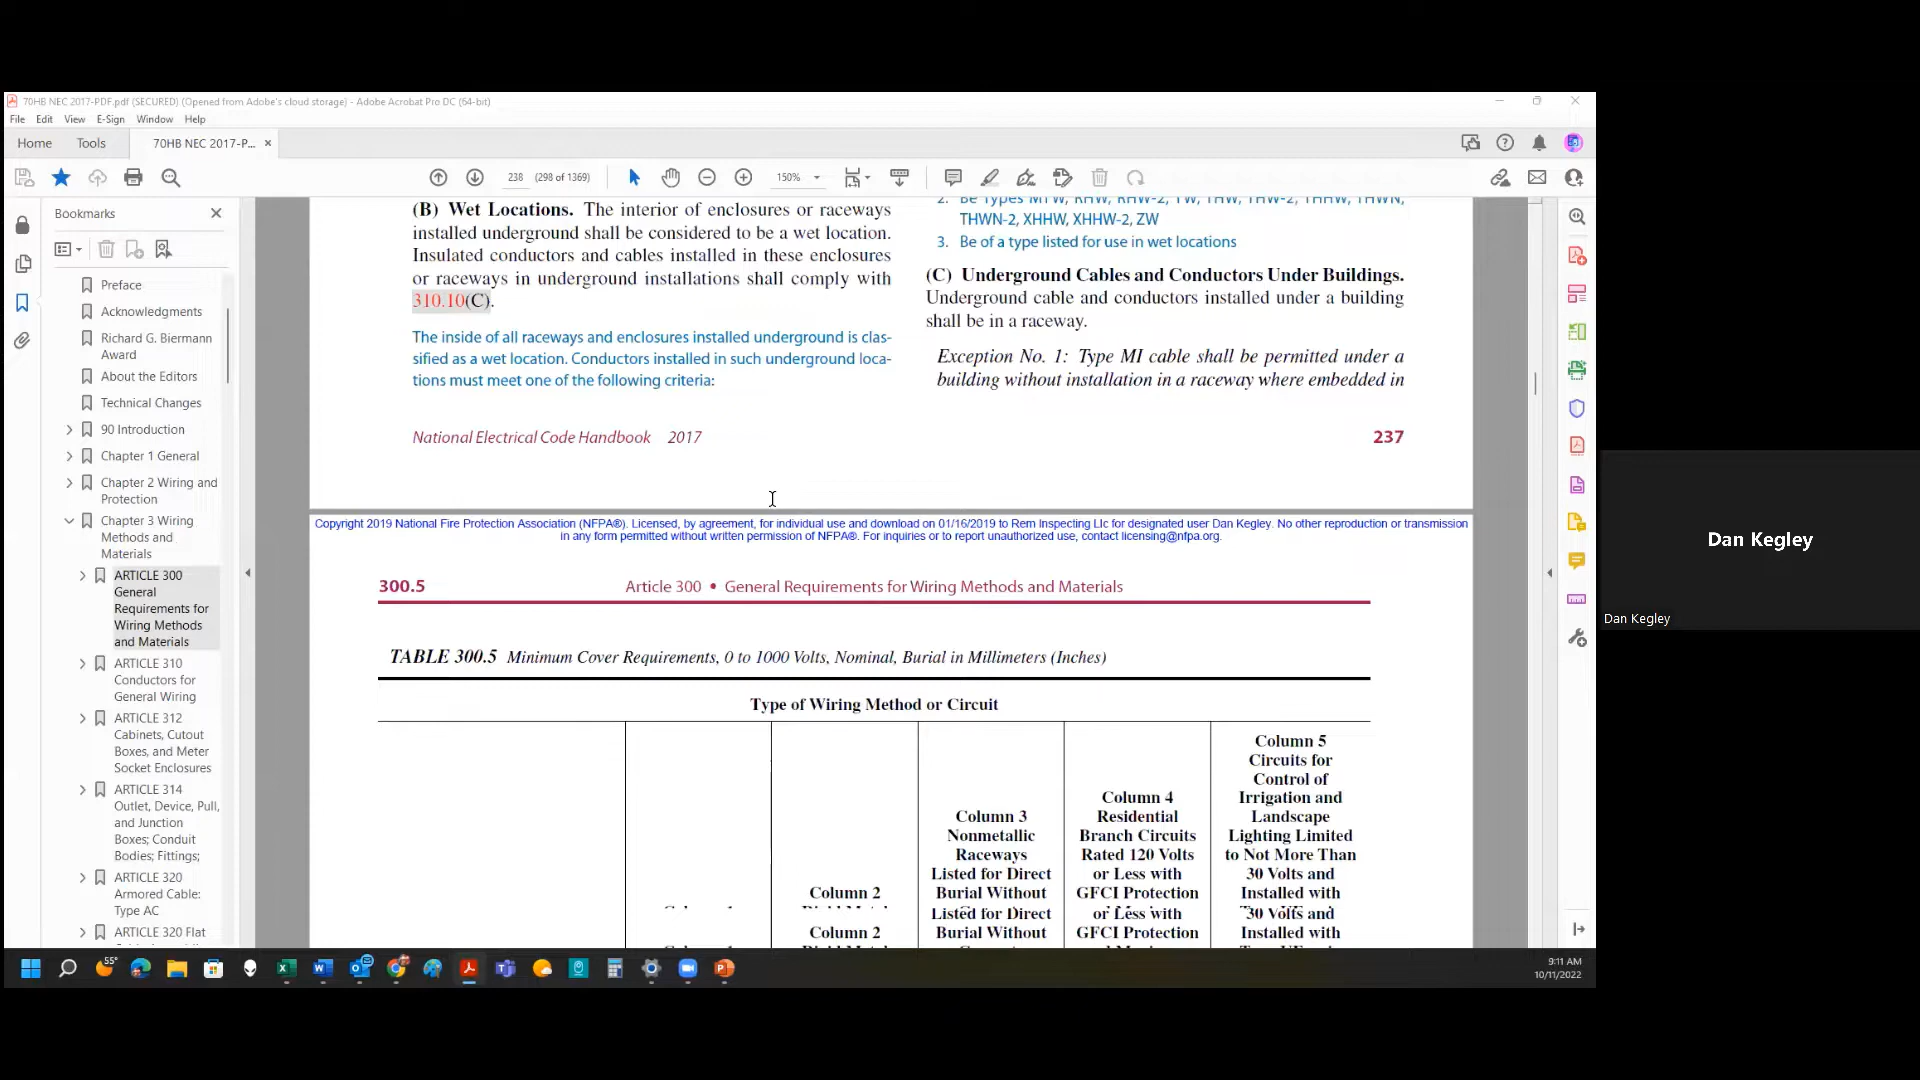 70HB NEC 2017-PDF.pdf (SECURED) (Opened from Adobe's cloud storage) - Adobe Acrobat Pro DC (64-bit)
File Edit View E-Sign Window Help
Home Tools 70HB NEC 2017-P... ×
238 (298 of 1369) 150%
Bookmarks
Preface
Acknowledgments
Richard G. Biermann
Award
About the Editors
Technical Changes
90 Introduction
Chapter 1 General
Chapter 2 Wiring and
Protection
Chapter 3 Wiring
Methods and
Materials
ARTICLE 300
General
Requirements for
Wiring Methods
and Materials
ARTICLE 310
Conductors for
General Wiring
ARTICLE 312
Cabinets, Cutout
Boxes, and Meter
Socket Enclosures
ARTICLE 314
Outlet, Device, Pull,
and Junction
Boxes; Conduit
Bodies; Fittings;
ARTICLE 320
Armored Cable:
Type AC
ARTICLE 320 Flat
(B) Wet Locations. The interior of enclosures or raceways
installed underground shall be considered to be a wet location.
Insulated conductors and cables installed in these enclosures
or raceways in underground installations shall comply with
310.10(C).
The inside of all raceways and enclosures installed underground is clas-
sified as a wet location. Conductors installed in such underground loca-
tions must meet one of the following criteria:
2. Be Types MTW, RHW, RHW-2, TW, THW, THW-2, THHW, THWN,
THWN-2, XHHW, XHHW-2, ZW
3. Be of a type listed for use in wet locations
(C) Underground Cables and Conductors Under Buildings.
Underground cable and conductors installed under a building
shall be in a raceway.
Exception No. 1: Type MI cable shall be permitted under a
building without installation in a raceway where embedded in
National Electrical Code Handbook 2017
237
Copyright 2019 National Fire Protection Association (NFPA®). Licensed, by agreement, for individual use and download on 01/16/2019 to Rem Inspecting Llc for designated user Dan Kegley. No other reproduction or transmission
in any form permitted without written permission of NFPA®. For inquiries or to report unauthorized use, contact licensing@nfpa.org.
300.5 Article 300 • General Requirements for Wiring Methods and Materials
TABLE 300.5 Minimum Cover Requirements, 0 to 1000 Volts, Nominal, Burial in Millimeters (Inches)
Type of Wiring Method or Circuit
Column 2
Column 2
Column 3
Nonmetallic
Raceways
Listed for Direct
Burial Without
Listed for Direct
Burial Without
Column 4
Residential
Branch Circuits
Rated 120 Volts
or Less with
GFCI Protection
or Less with
GFCI Protection
Column 5
Circuits for
Control of
Irrigation and
Landscape
Lighting Limited
to Not More Than
30 Volts and
Installed with
30 Volts and
Installed with
55°
9:11 AM
10/11/2022
Dan Kegley
Dan Kegley